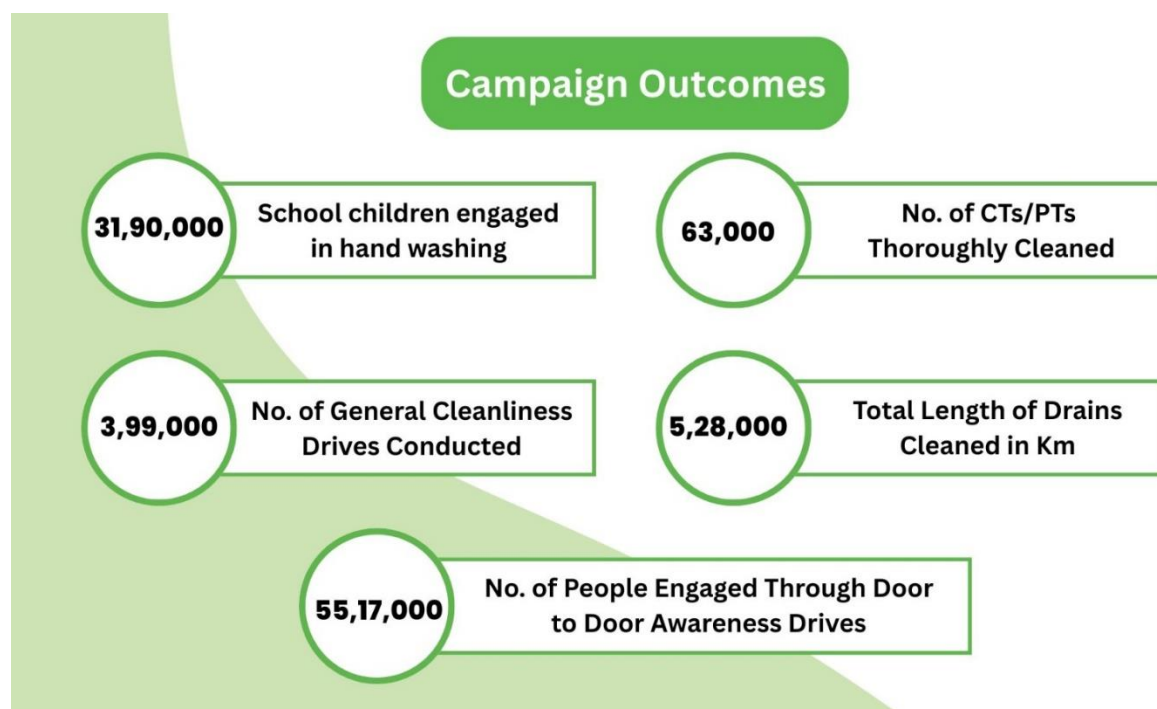 Campaign Outcomes
31,90,000
School children engaged
in hand washing
63,000
No. of CTs/PTs
Thoroughly Cleaned
3,99,000
No. of General Cleanliness
Drives Conducted
5,28,000
Total Length of Drains
Cleaned in Km
55,17,000
No. of People Engaged Through Door
to Door Awareness Drives